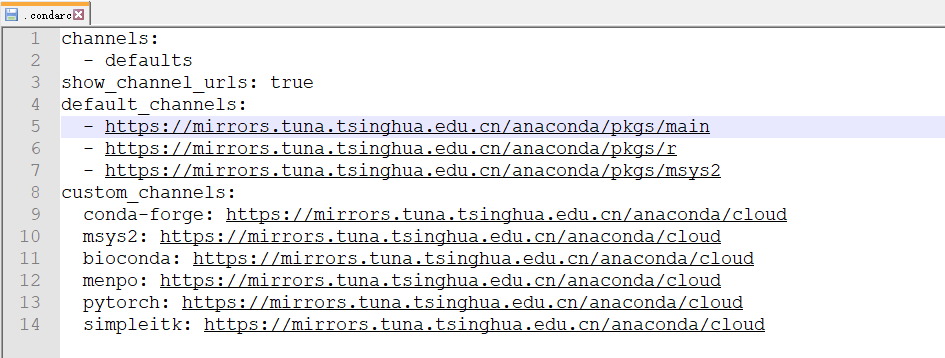 .condarc
1 channels:
2   - defaults
3 show_channel_urls: true
4 default_channels:
5   - https://mirrors.tuna.tsinghua.edu.cn/anaconda/pkgs/main
6   - https://mirrors.tuna.tsinghua.edu.cn/anaconda/pkgs/r
7   - https://mirrors.tuna.tsinghua.edu.cn/anaconda/pkgs/msys2
8 custom_channels:
9   conda-forge: https://mirrors.tuna.tsinghua.edu.cn/anaconda/cloud
10   msys2: https://mirrors.tuna.tsinghua.edu.cn/anaconda/cloud
11   bioconda: https://mirrors.tuna.tsinghua.edu.cn/anaconda/cloud
12   menpo: https://mirrors.tuna.tsinghua.edu.cn/anaconda/cloud
13   pytorch: https://mirrors.tuna.tsinghua.edu.cn/anaconda/cloud
14   simpleitk: https://mirrors.tuna.tsinghua.edu.cn/anaconda/cloud